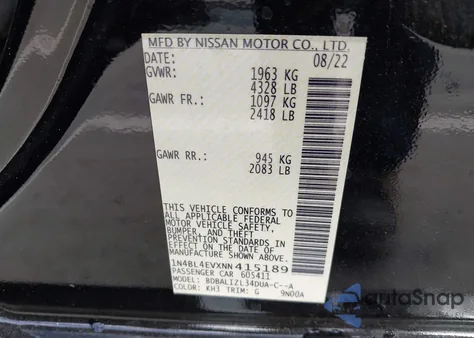 MFD BY NISSAN MOTOR CO., LTD.
DATE: 08/22
GVWR: 1963 KG
4328 LB
GAWR FR.: 1097 KG
2418 LB
GAWR RR.: 945 KG
2083 LB
THIS VEHICLE CONFORMS TO
ALL APPLICABLE FEDERAL
MOTOR VEHICLE SAFETY,
BUMPER, AND THEFT
PREVENTION STANDARDS IN
EFFECT ON THE DATE OF
MANUFACTURE SHOWN ABOVE.
1N4BL4EVXNN415189
PASSENGER CAR 605411
MODEL: BDBALIZL34DUA-C--A
COLOR: KH3 TRIM: G 9N00A
AutoSnap